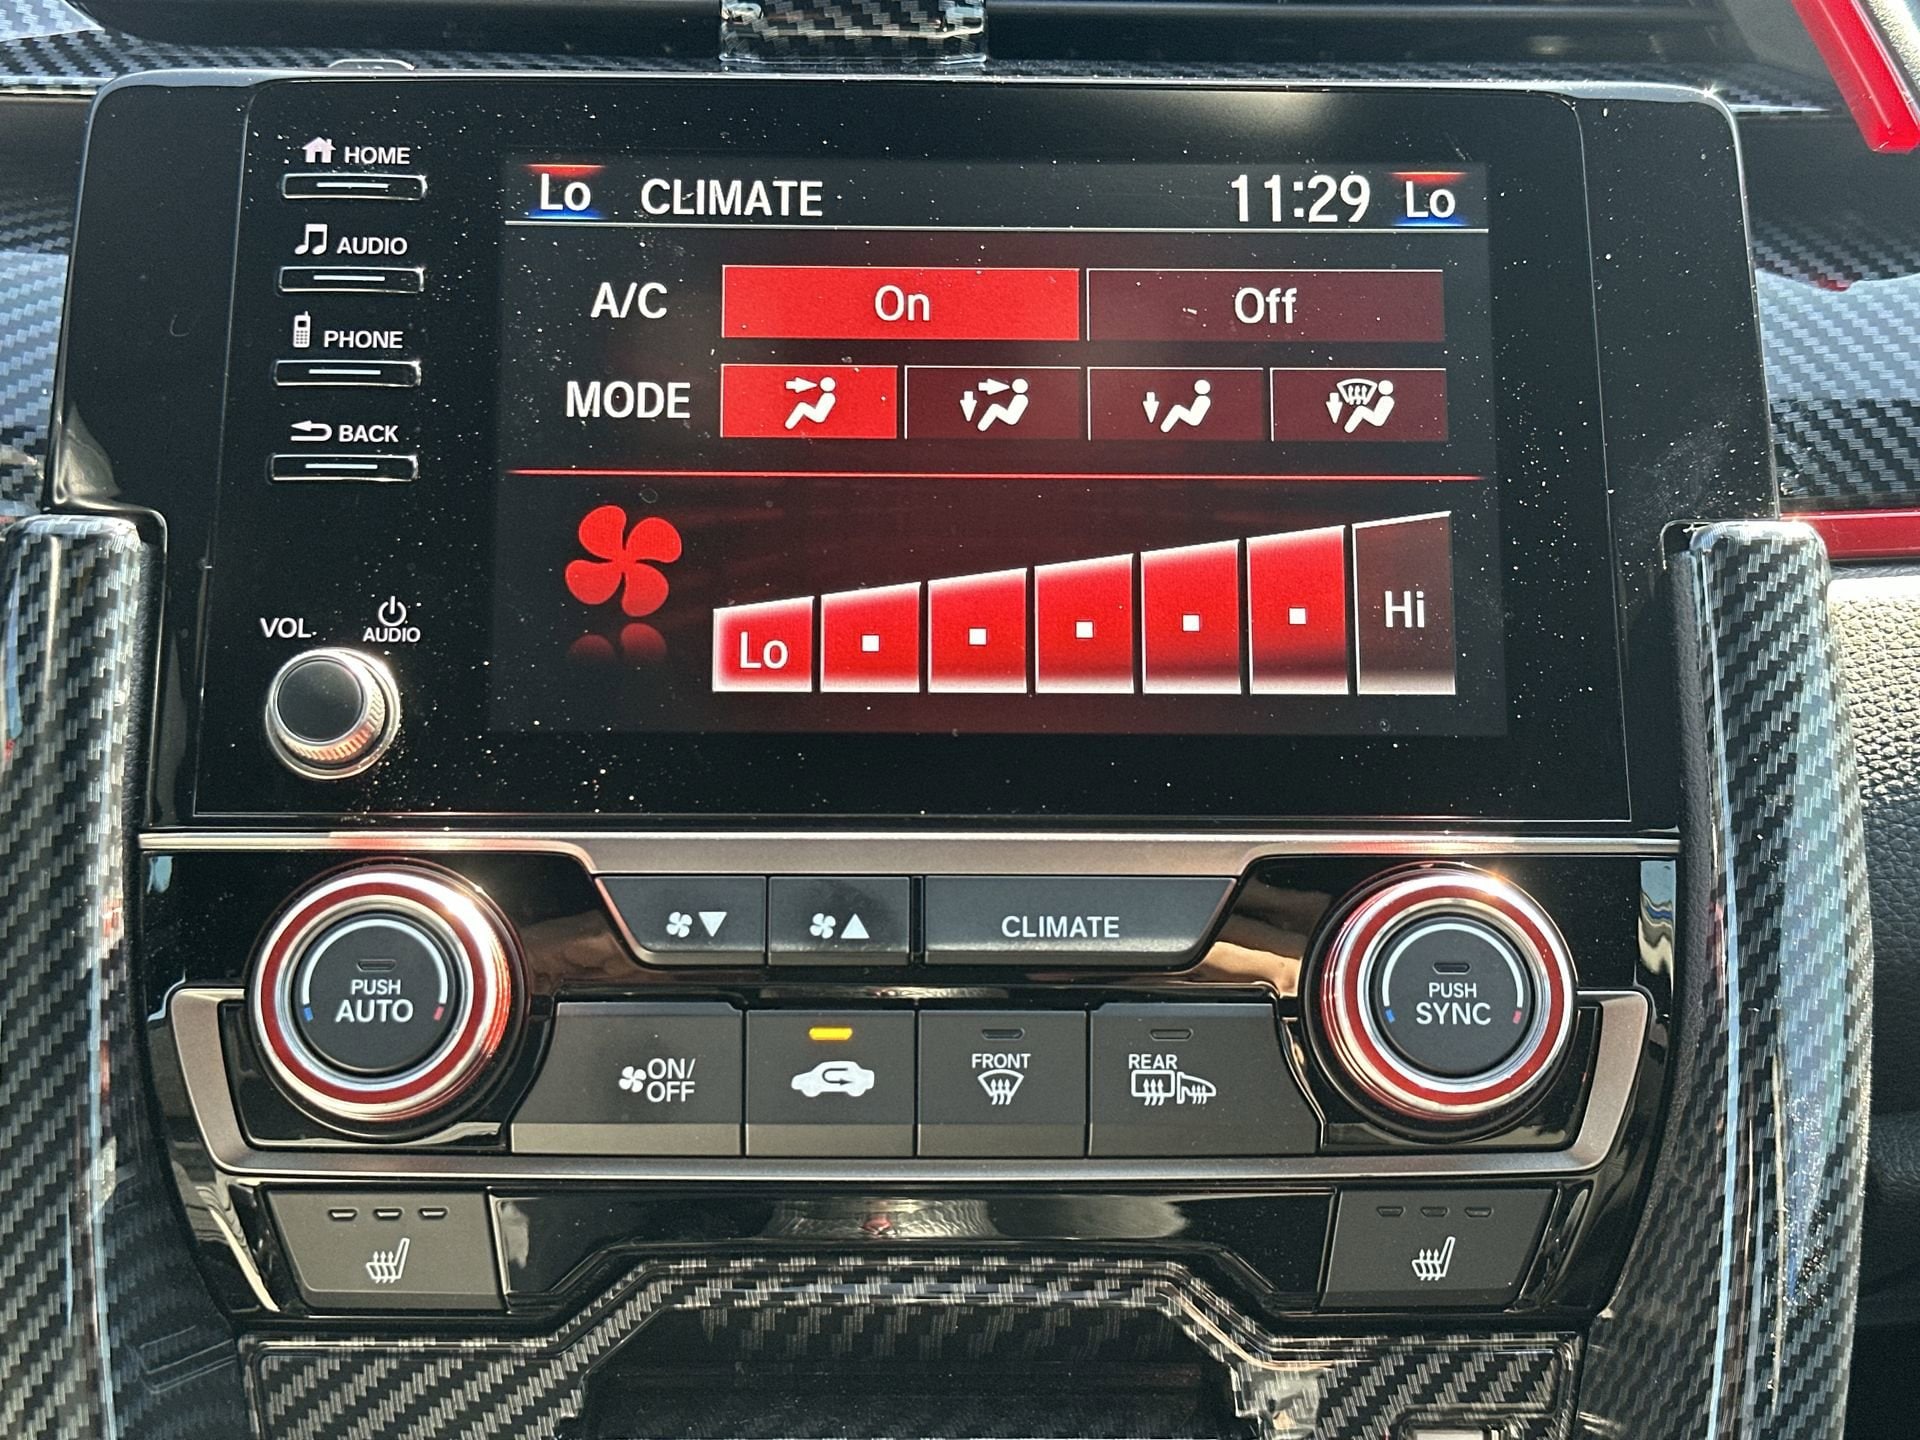 HOME
AUDIO
PHONE
BACK
VOL
AUDIO
Lo CLIMATE 11:29 Lo
A/C On Off
MODE
Lo Hi
CLIMATE
PUSH
AUTO
ON/
OFF
FRONT
REAR
PUSH
SYNC